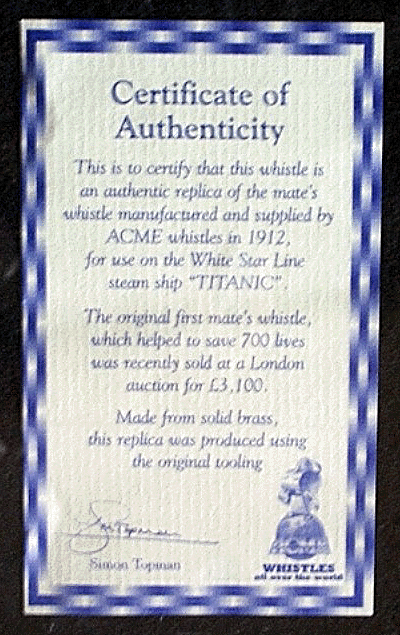 Certificate of
Authenticity
This is to certify that this whistle is
an authentic replica of the mate's
whistle manufactured and supplied by
ACME whistles in 1912,
for use on the White Star Line
steam ship "TITANIC".
The original first mate's whistle,
which helped to save 700 lives
was recently sold at a London
auction for £3,100.
Made from solid brass,
this replica was produced using
the original tooling
Simon Topman
WHISTLES
all over the world